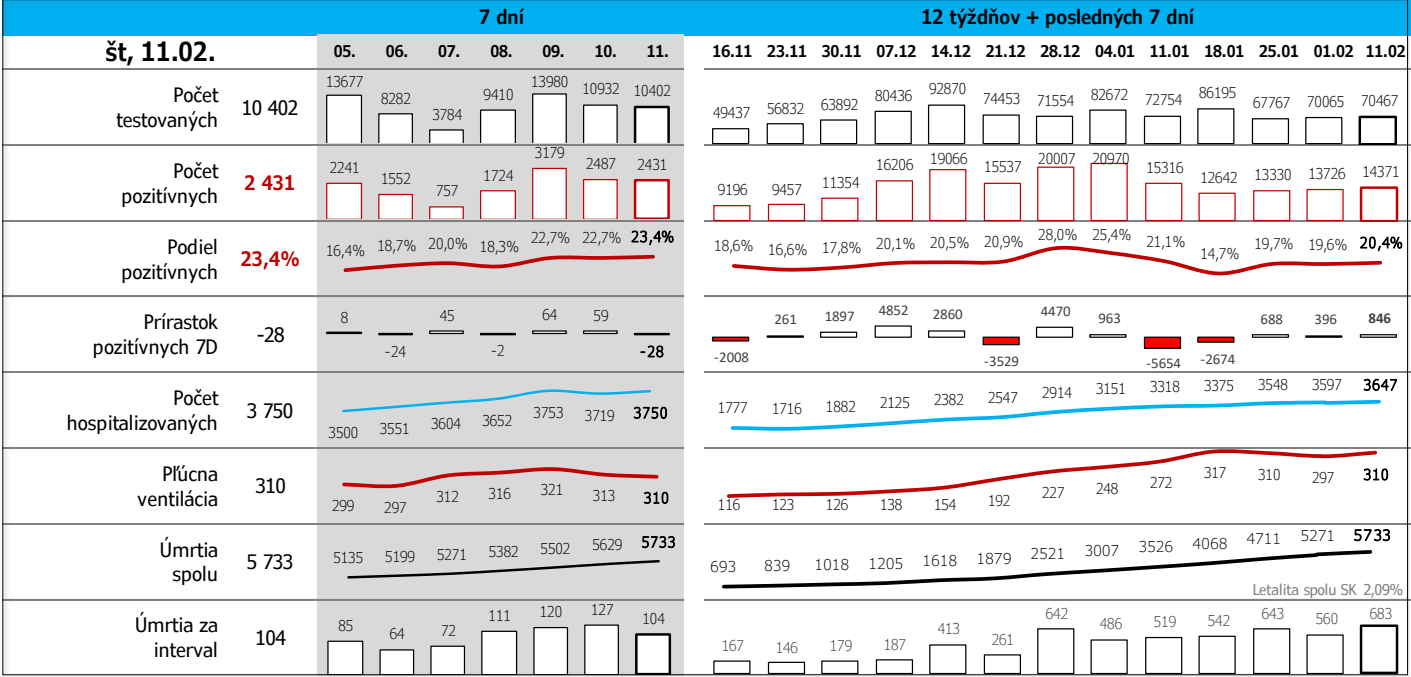 7 dní 12 týždňov + posledných 7 dní
št, 11.02. 05. 06. 07. 08. 09. 10. 11. 16.11 23.11 30.11 07.12 14.12 21.12 28.12 04.01 11.01 18.01 25.01 01.02 11.02
Počet
testovaných
10 402
13677 8282 3784 9410 13980 10932 10402
49437 56832 63892 80436 92870 74453 71554 82672 72754 86195 67767 70065 70467
Počet
pozitívnych
2 431
2241 1552 757 1724 3179 2487 2431
9196 9457 11354 16206 19066 15537 20007 20970 15316 12642 13330 13726 14371
Podiel
pozitívnych
23,4%
16,4% 18,7% 20,0% 18,3% 22,7% 22,7% 23,4%
18,6% 16,6% 17,8% 20,1% 20,5% 20,9% 28,0% 25,4% 21,1% 14,7% 19,7% 19,6% 20,4%
Prírastok
pozitívnych 7D
-28
8 -24 45 -2 64 59 -28
-2008 261 1897 4852 2860 -3529 4470 963 -5654 -2674 688 396 846
Počet
hospitalizovaných
3 750
3500 3551 3604 3652 3753 3719 3750
1777 1716 1882 2125 2382 2547 2914 3151 3318 3375 3548 3597 3647
Pľúcna
ventilácia
310
299 297 312 316 321 313 310
116 123 126 138 154 192 227 248 272 317 310 297 310
Úmrtia
spolu
5 733
5135 5199 5271 5382 5502 5629 5733
693 839 1018 1205 1618 1879 2521 3007 3526 4068 4711 5271 5733
Letalita spolu SK 2,09%
Úmrtia za
interval
104
85 64 72 111 120 127 104
167 146 179 187 413 261 642 486 519 542 643 560 683